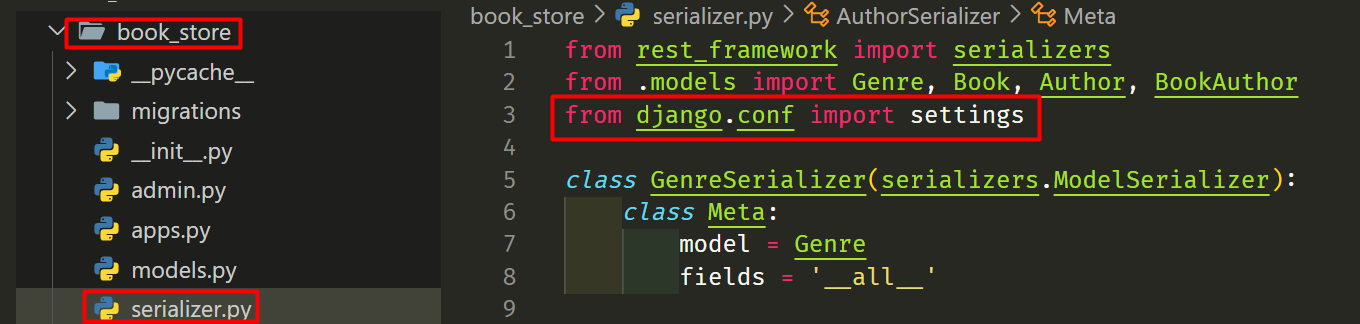 book_store
__pycache__
migrations
__init__.py
admin.py
apps.py
models.py
serializer.py
book_store > serializer.py > AuthorSerializer > Meta
1 from rest_framework import serializers
2 from .models import Genre, Book, Author, BookAuthor
3 from django.conf import settings
4
5 class GenreSerializer(serializers.ModelSerializer):
6 class Meta:
7 model = Genre
8 fields = '__all__'
9